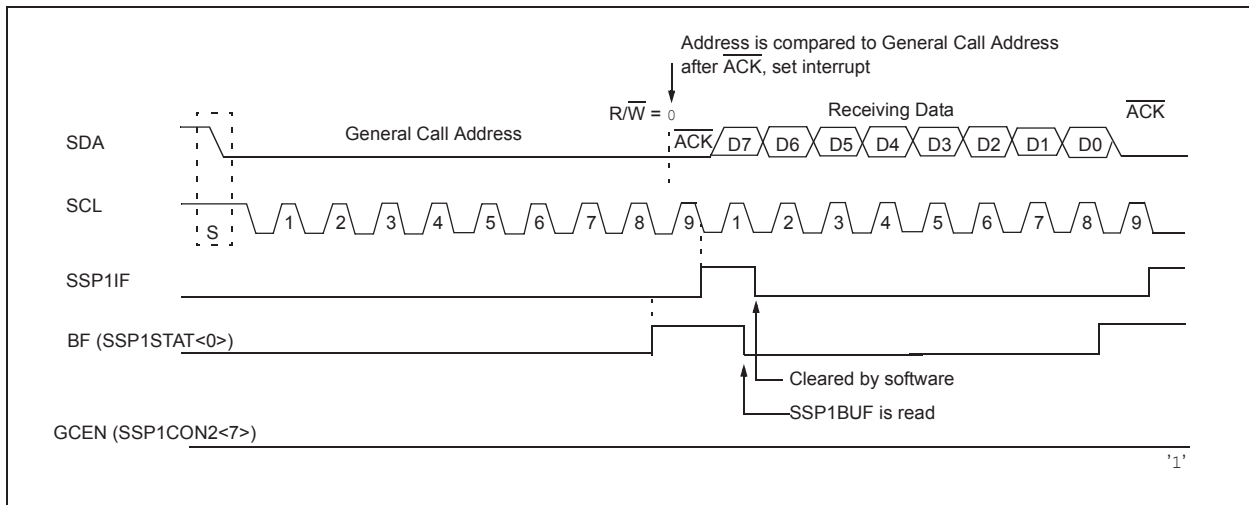 Address is compared to General Call Address
after ACK, set interrupt
R/W = 0
Receiving Data
ACK
SDA
General Call Address
ACK D7 D6 D5 D4 D3 D2 D1 D0
SCL
S
1 2 3 4 5 6 7 8 9 1 2 3 4 5 6 7 8 9
SSP1IF
BF (SSP1STAT<0>)
Cleared by software
SSP1BUF is read
GCEN (SSP1CON2<7>)
'1'